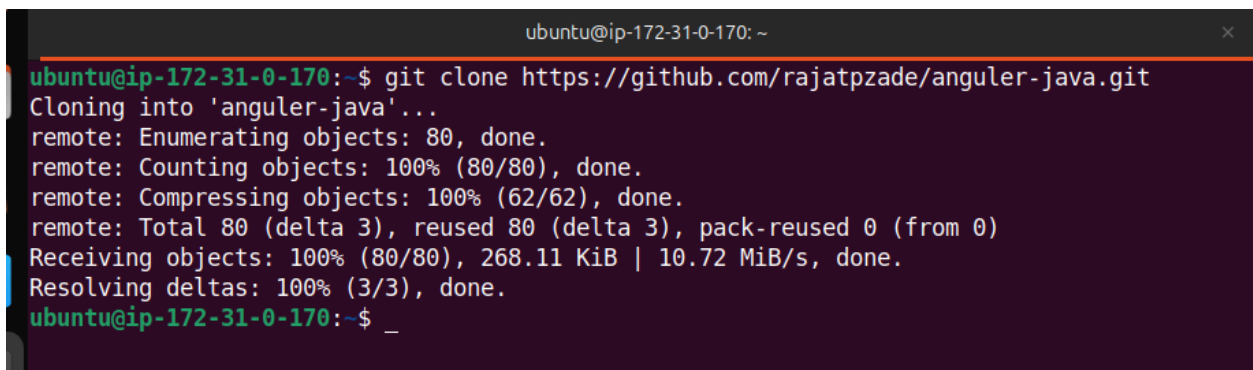 ubuntu@ip-172-31-0-170: ~
ubuntu@ip-172-31-0-170:~$ git clone https://github.com/rajatpzade/anguler-java.git
Cloning into 'anguler-java'...
remote: Enumerating objects: 80, done.
remote: Counting objects: 100% (80/80), done.
remote: Compressing objects: 100% (62/62), done.
remote: Total 80 (delta 3), reused 80 (delta 3), pack-reused 0 (from 0)
Receiving objects: 100% (80/80), 268.11 KiB | 10.72 MiB/s, done.
Resolving deltas: 100% (3/3), done.
ubuntu@ip-172-31-0-170:~$ _